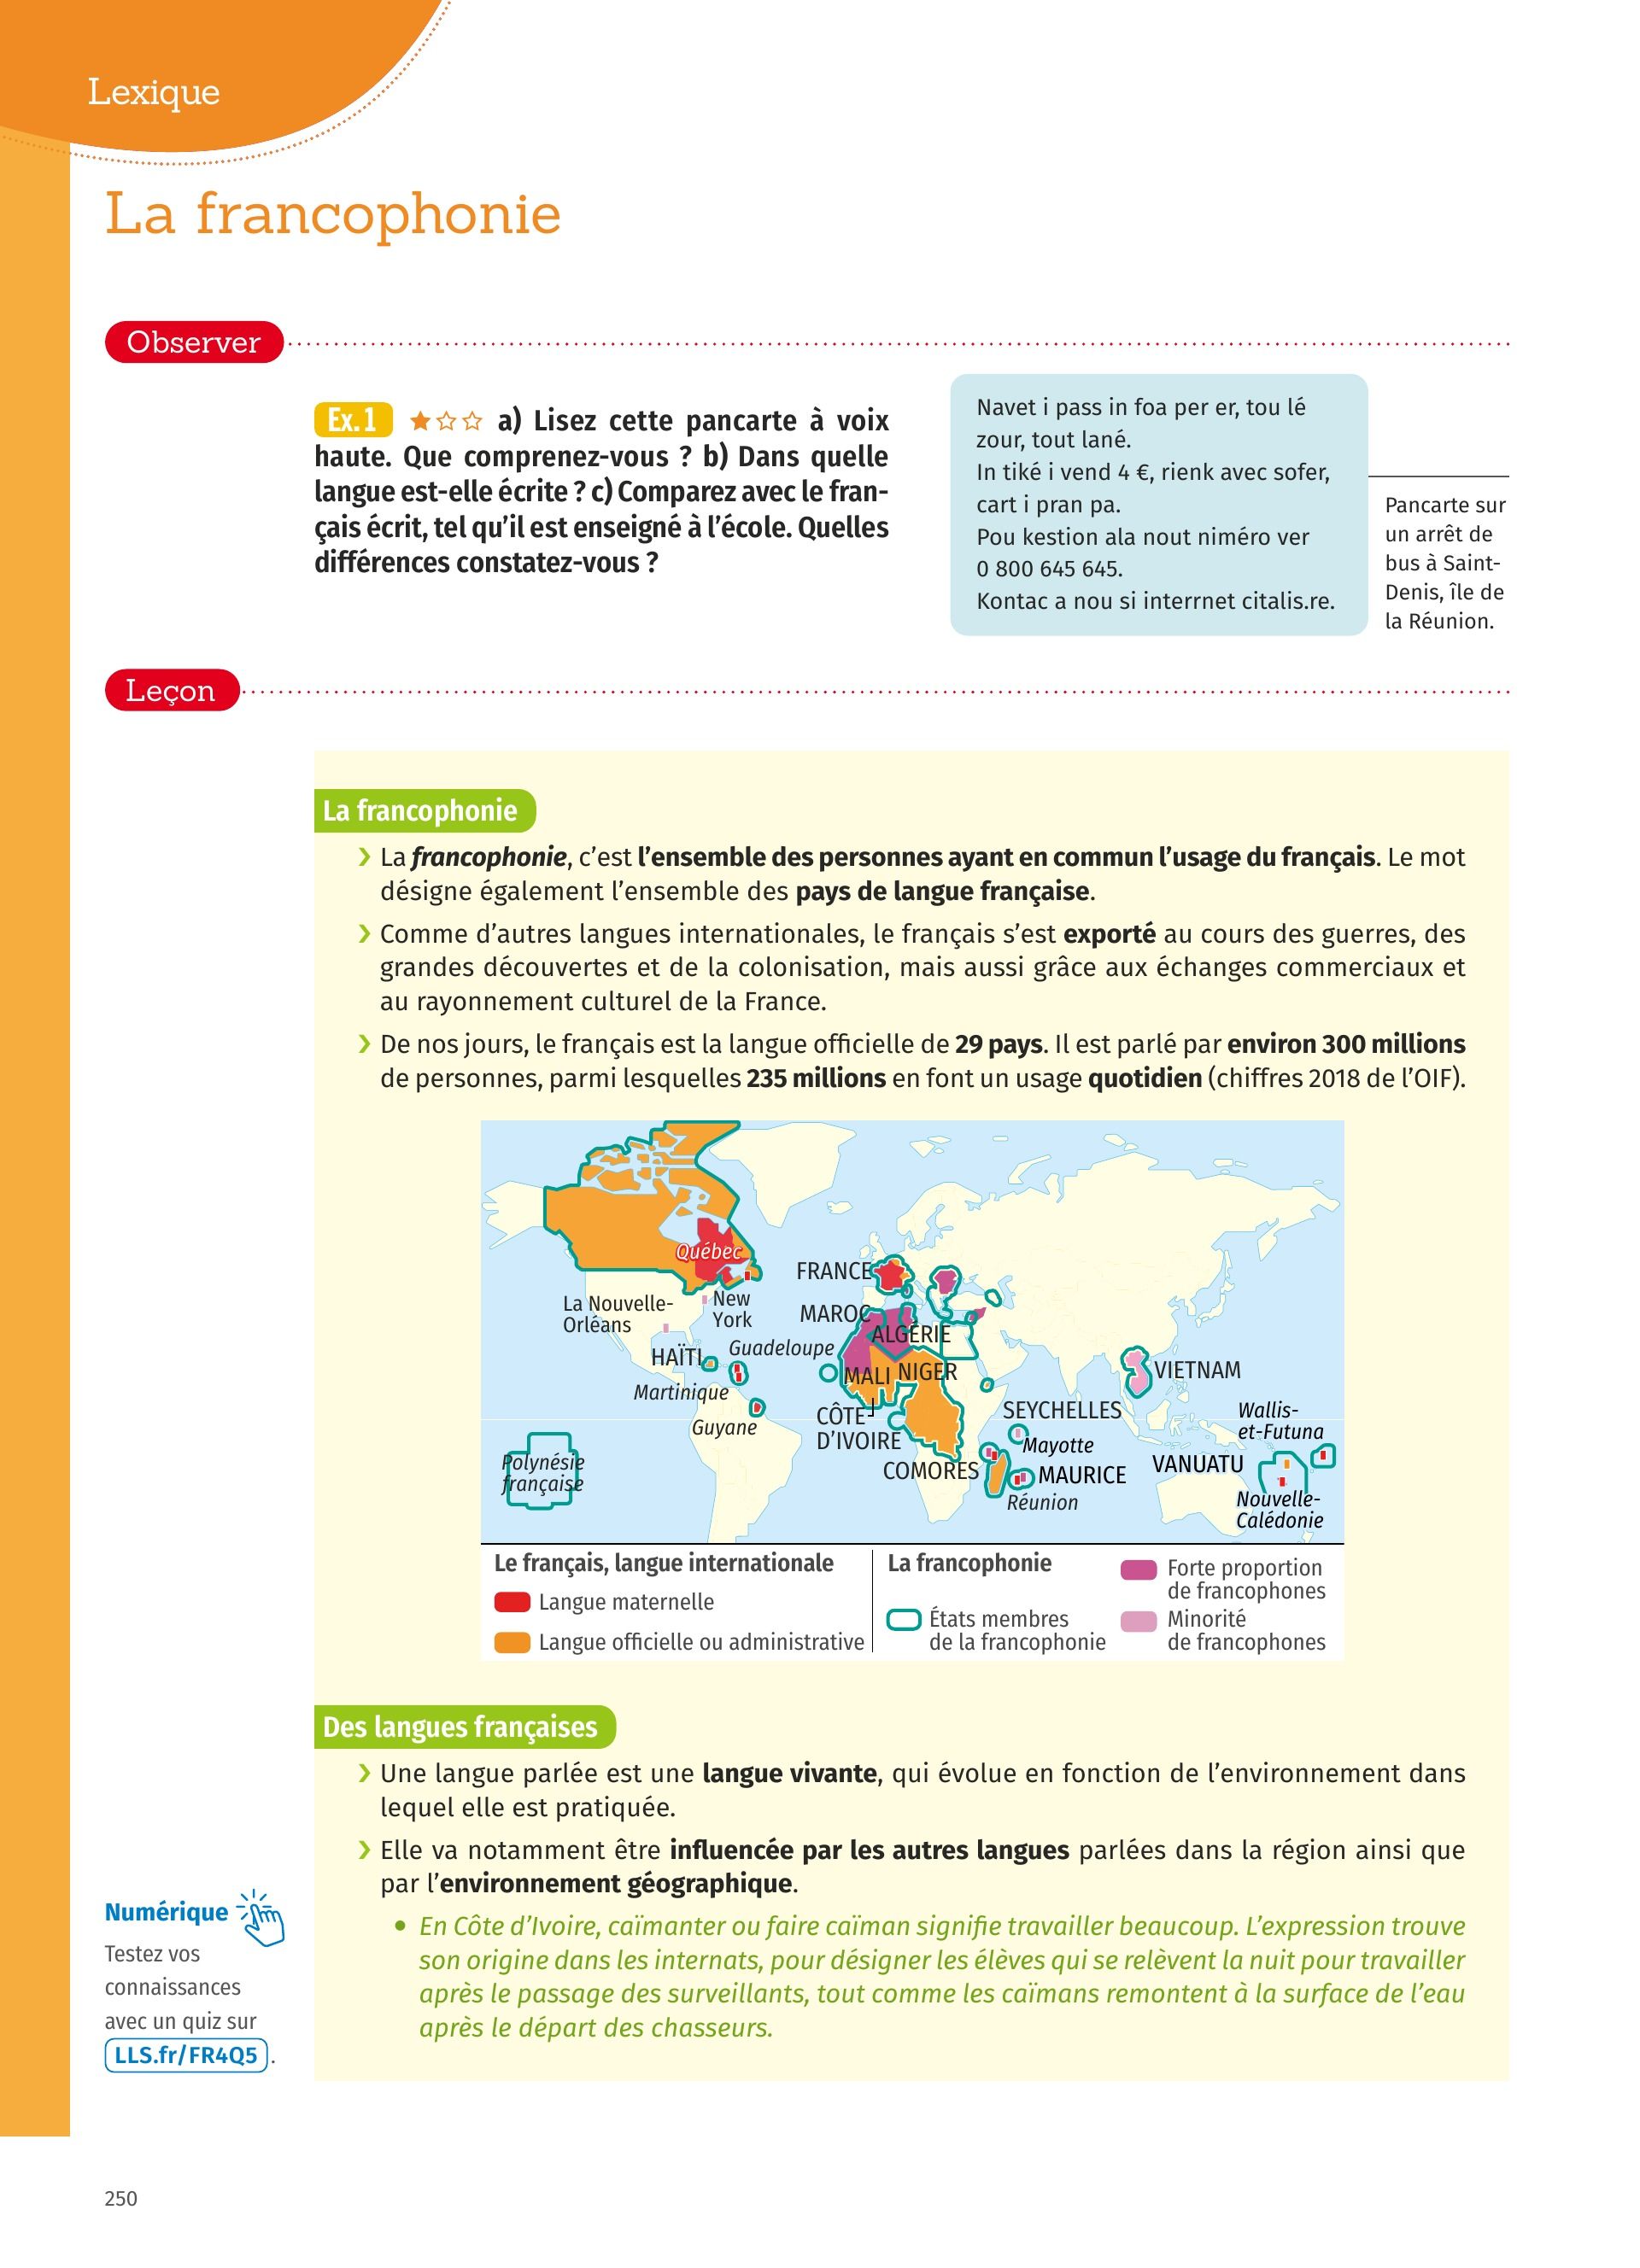 Lexique
La francophonie
Observer
Ex. 1 a) Lisez cette pancarte à voix
haute. Que comprenez-vous ? b) Dans quelle
langue est-elle écrite ? c) Comparez avec le fran-
çais écrit, tel qu’il est enseigné à l’école. Quelles
différences constatez-vous ?
Navet i pass in foa per er, tou lé
zour, tout lané.
In tiké i vend 4 €, rienk avec sofer,
cart i pran pa.
Pou kestion ala nout niméro ver
0 800 645 645.
Kontac a nou si interrnet citalis.re.
Pancarte sur
un arrêt de
bus à Saint-
Denis, île de
la Réunion.
Leçon
La francophonie
La francophonie, c’est l’ensemble des personnes ayant en commun l’usage du français. Le mot
désigne également l’ensemble des pays de langue française.
Comme d’autres langues internationales, le français s’est exporté au cours des guerres, des
grandes découvertes et de la colonisation, mais aussi grâce aux échanges commerciaux et
au rayonnement culturel de la France.
De nos jours, le français est la langue officielle de 29 pays. Il est parlé par environ 300 millions
de personnes, parmi lesquelles 235 millions en font un usage quotidien (chiffres 2018 de l’OIF).
Québec
FRANCE
La Nouvelle-
Orléans
New
York
MAROC
ALGÉRIE
Guadeloupe
HAÏTI
MALI
NIGER
VIETNAM
Martinique
Guyane
CÔTE
D’IVOIRE
SEYCHELLES
Wallis-
et-Futuna
Mayotte
Polynésie
française
COMORES
MAURICE
VANUATU
Réunion
Nouvelle-
Calédonie
Le français, langue internationale
Langue maternelle
Langue officielle ou administrative
La francophonie
États membres
de la francophonie
Forte proportion
de francophones
Minorité
de francophones
Des langues françaises
Une langue parlée est une langue vivante, qui évolue en fonction de l’environnement dans
lequel elle est pratiquée.
Elle va notamment être influencée par les autres langues parlées dans la région ainsi que
par l’environnement géographique.
• En Côte d’Ivoire, caïmanter ou faire caïman signifie travailler beaucoup. L’expression trouve
son origine dans les internats, pour désigner les élèves qui se relèvent la nuit pour travailler
après le passage des surveillants, tout comme les caïmans remontent à la surface de l’eau
après le départ des chasseurs.
Numérique
Testez vos
connaissances
avec un quiz sur
LLS.fr/FR4Q5.
250